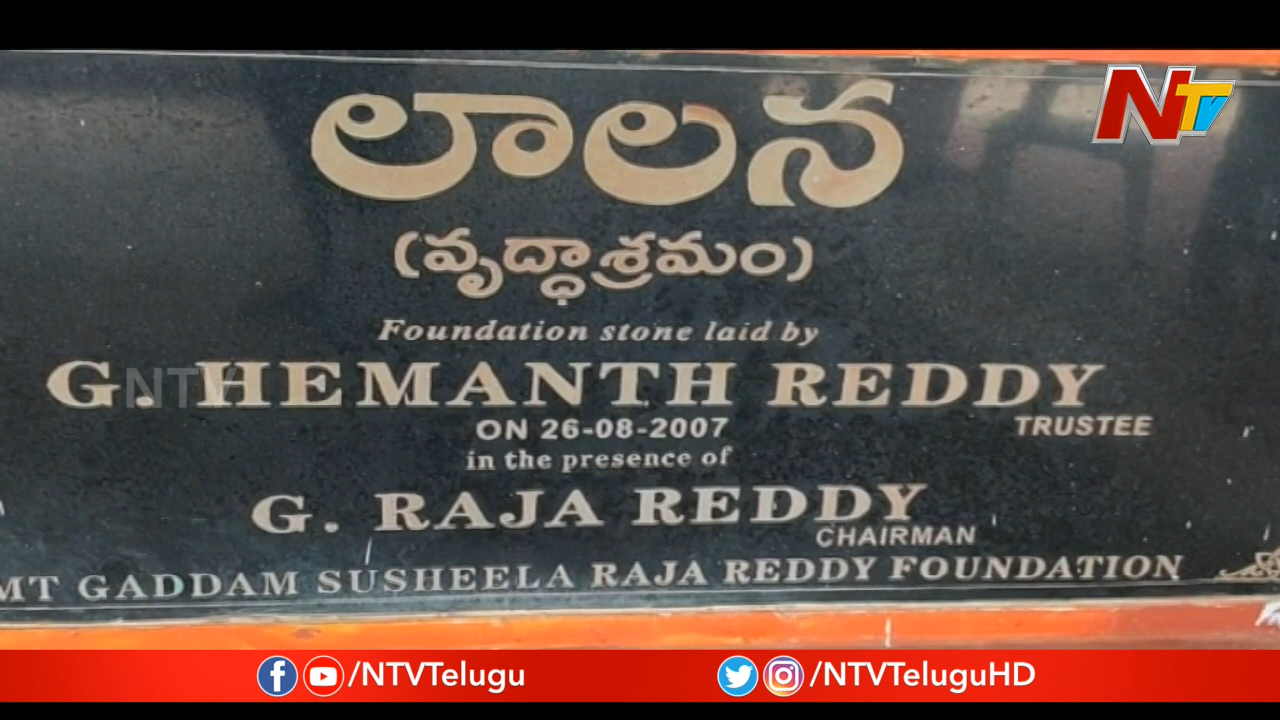 NTV
లాలన
(వృద్ధాశ్రమం)
Foundation stone laid by
G. HEMANTH REDDY
TRUSTEE
ON 26-08-2007
in the presence of
G. RAJA REDDY
CHAIRMAN
MT GADDAM SUSHEELA RAJA REDDY FOUNDATION
NTV
/NTVTelugu
/NTVTeluguHD